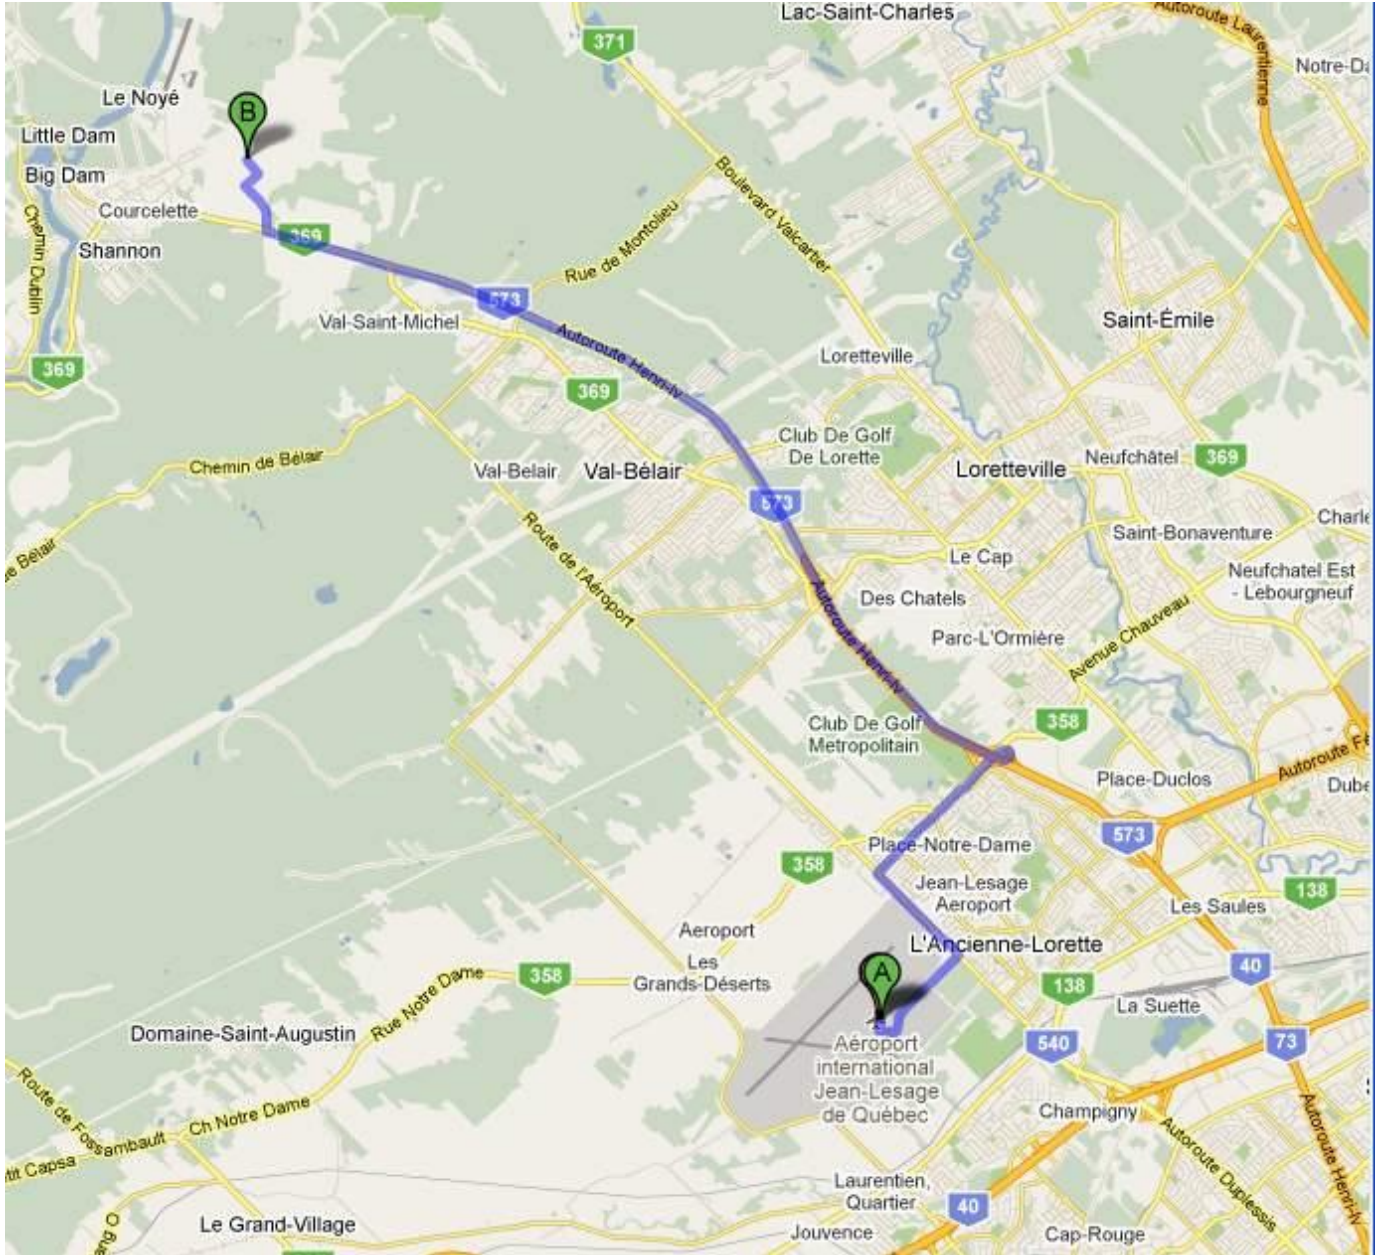 Lac-Saint-Charles
Autoroute Laurentienne
371
Notre-Da
Le Noyé
B
Little Dam
Big Dam
Courcelette
Shannon
Chemin Dublin
369
Boulevard Valcartier
Rue de Montolieu
573
Val-Saint-Michel
Autoroute Henri-Iv
Saint-Émile
Loretteville
369
369
Club De Golf
De Lorette
Chemin de Bélair
Val-Belair
Val-Bélair
Loretteville
Neufchâtel
369
573
Route de l'Aéroport
Saint-Bonaventure
Charle
Le Cap
Neufchatel Est
- Lebourgneuf
ue Bélair
Des Chatels
Autoroute Henri-Iv
Parc-L'Ormière
Avenue Chauveau
Club De Golf
Metropolitain
358
Autoroute Fé
Place-Duclos
Dube
573
Place-Notre-Dame
358
Jean-Lesage
Aeroport
138
Les Saules
Aeroport
L'Ancienne-Lorette
Les
Grands-Déserts
358
A
40
138
La Suette
Rue Notre Dame
Domaine-Saint-Augustin
540
73
Aéroport
international
Jean-Lesage
de Québec
Route de Fossambault
Ch Notre Dame
Champigny
Autoroute Henri-Iv
Autoroute Duplessis
tit Capsa
Laurentien,
Quartier
40
Le Grand-Village
Jouvence
Cap-Rouge